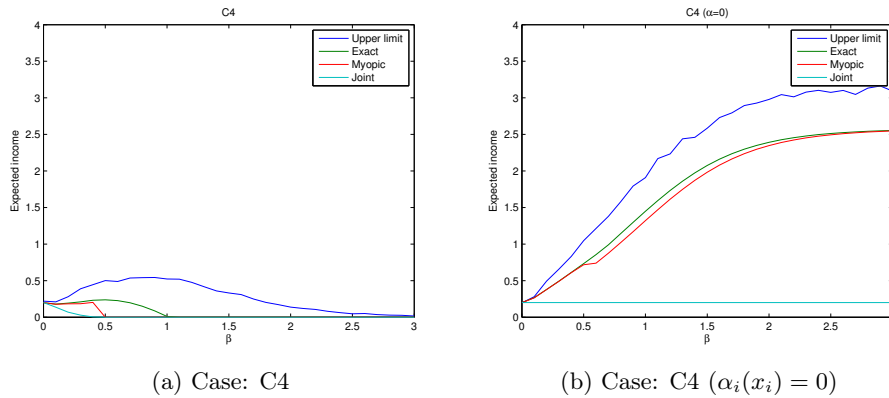 C4
4
3.5
3
2.5
2
1.5
1
0.5
0
Expected income
Upper limit
Exact
Myopic
Joint
0 0.5 1 1.5 2 2.5 3
β
(a) Case: C4
C4 (α=0)
4
3.5
3
2.5
2
1.5
1
0.5
0
Expected income
Upper limit
Exact
Myopic
Joint
0 0.5 1 1.5 2 2.5
β
(b) Case: C4 (αᵢ(xᵢ) = 0)